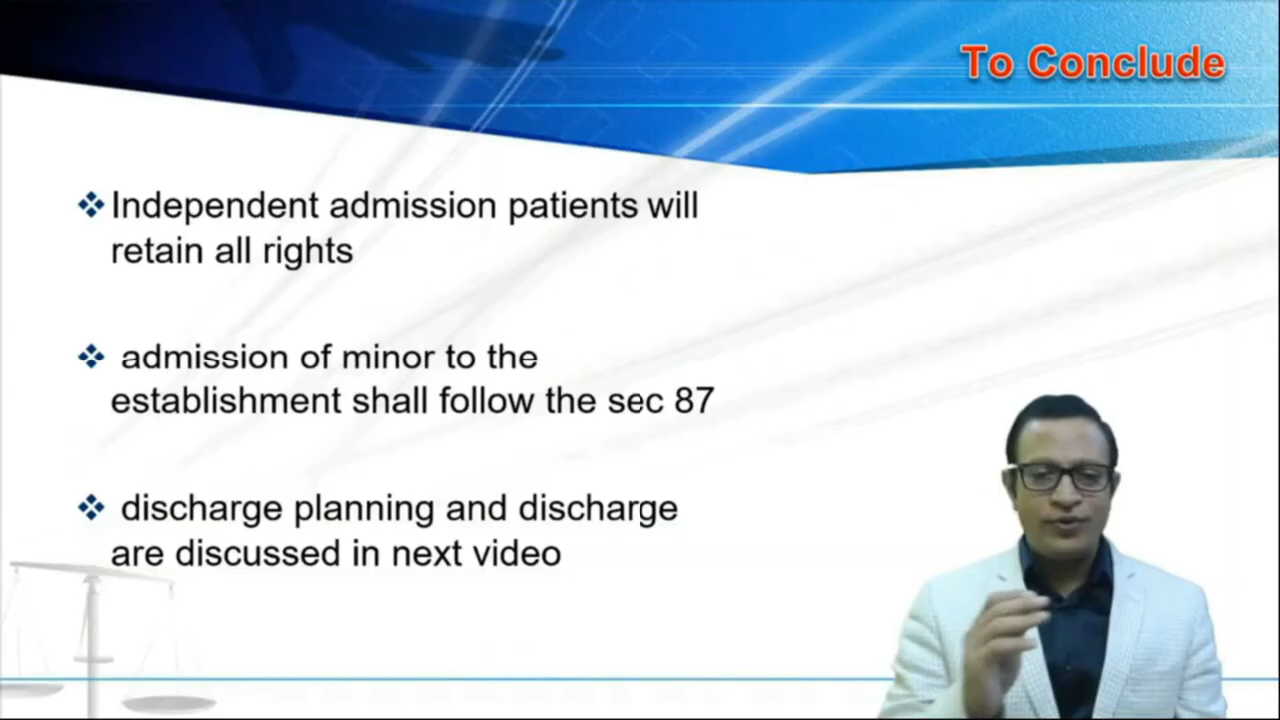 To Conclude
Independent admission patients will
retain all rights
admission of minor to the
establishment shall follow the sec 87
discharge planning and discharge
are discussed in next video